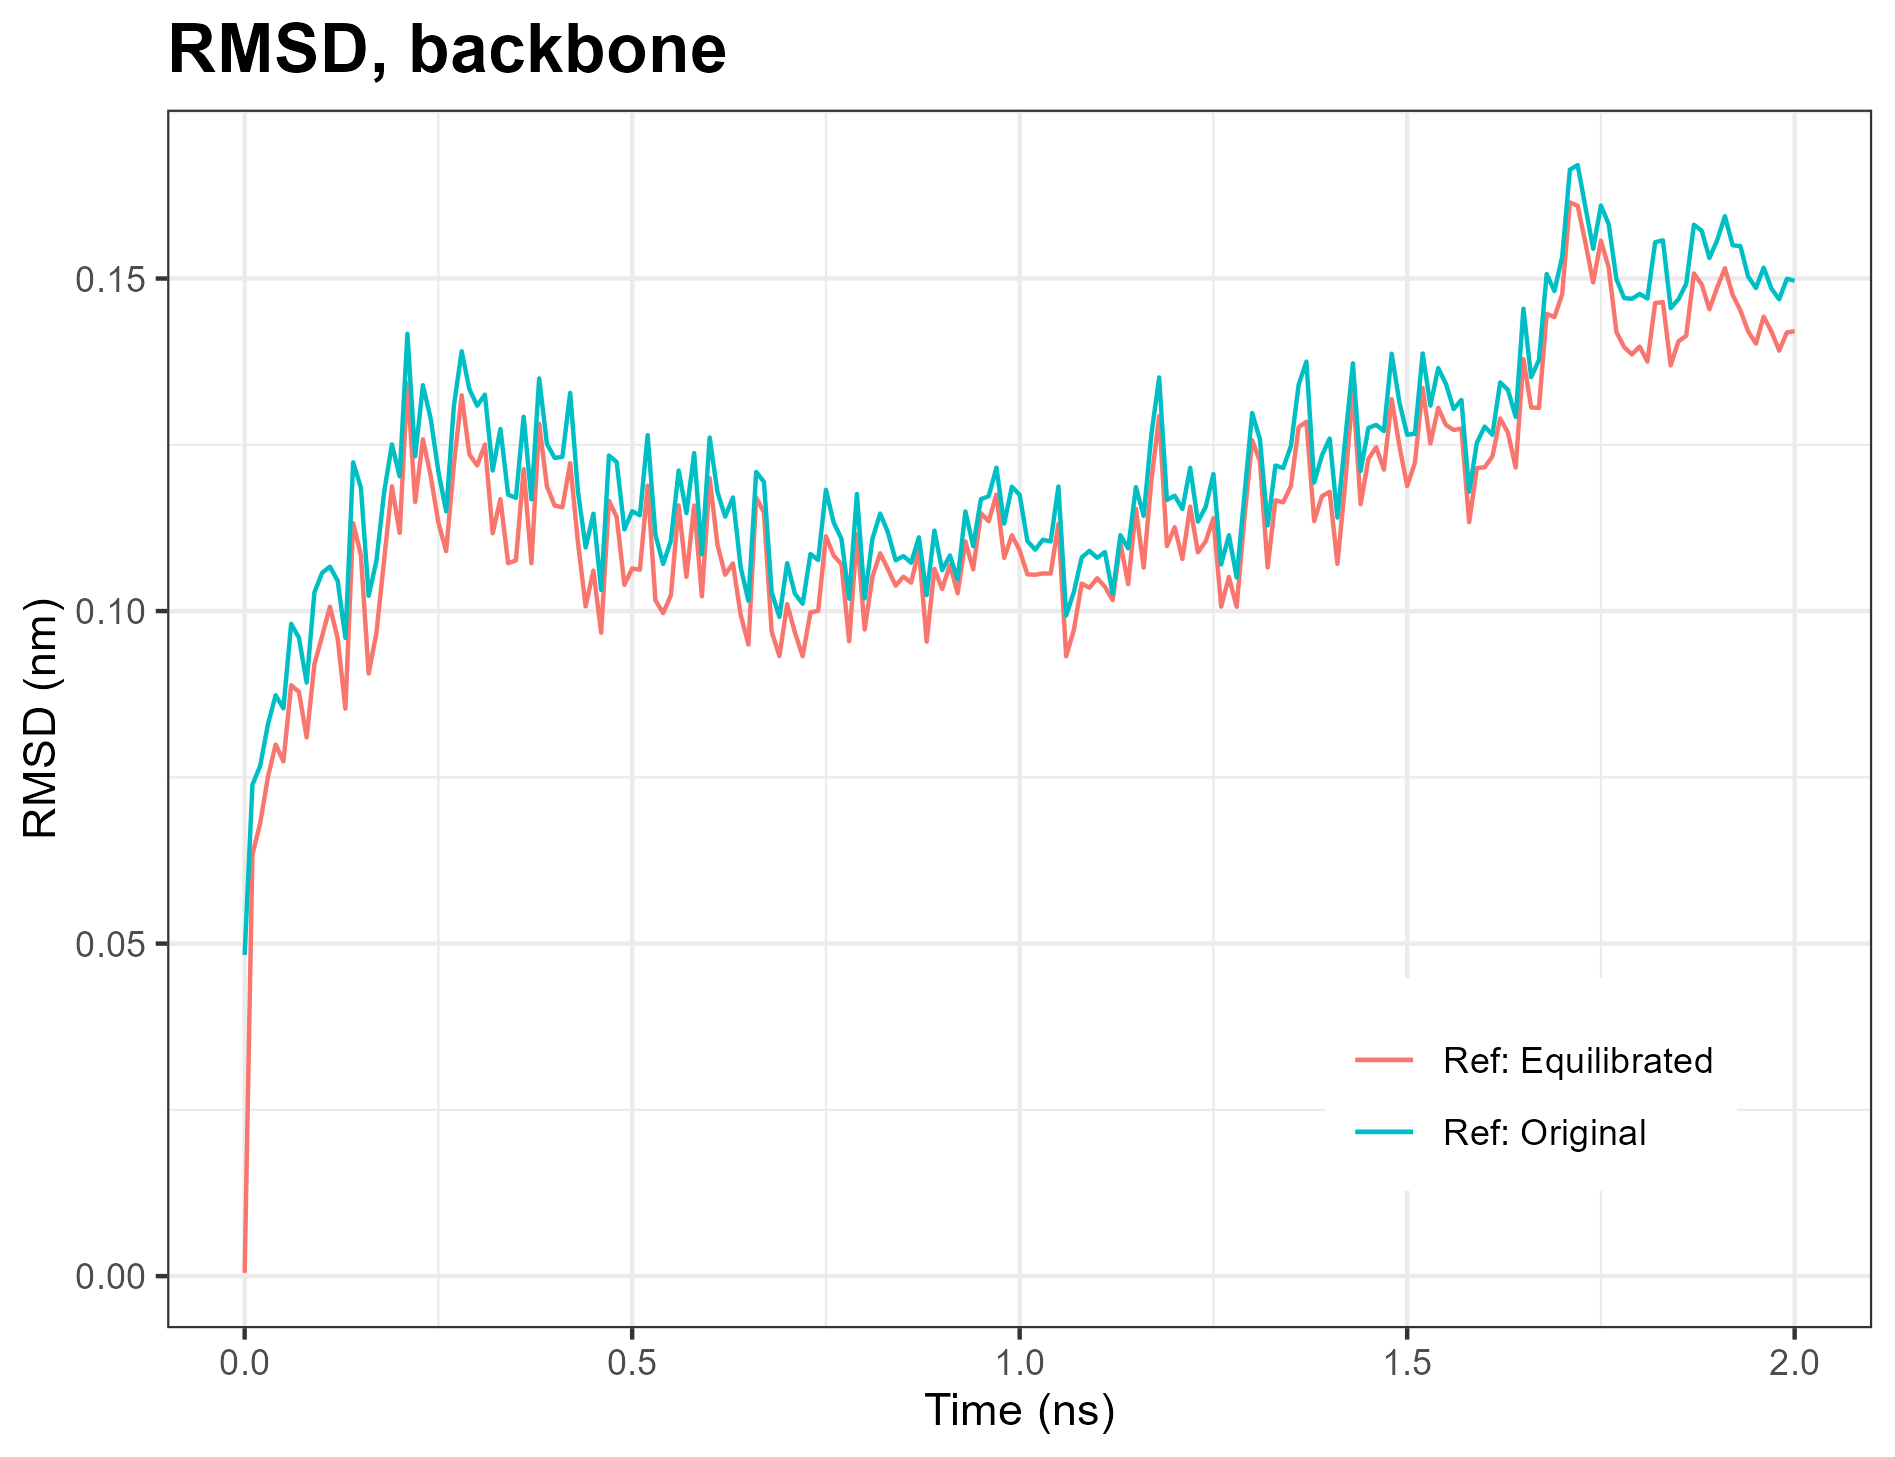 RMSD, backbone
RMSD (nm)
0.15
0.10
0.05
0.00
Ref: Equilibrated
Ref: Original
0.0 0.5 1.0 1.5 2.0
Time (ns)